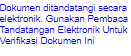 Dokumen ditandatangi secara
elektronik. Gunakan Pembaca
Tandatangan Elektronik Untuk
Verifikasi Dokumen Ini